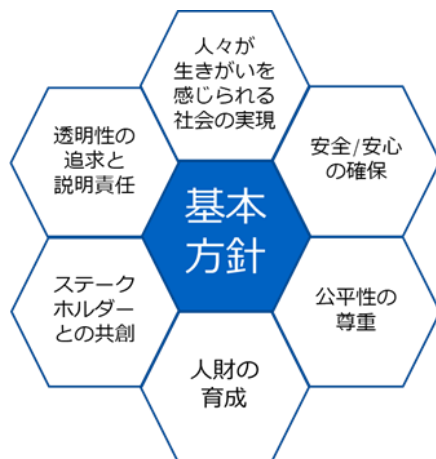 人々が
生きがいを
感じられる
社会の実現
透明性の
追求と
説明責任
安全/安心
の確保
基本
方針
ステーク
ホルダー
との共創
公平性の
尊重
人財の
育成